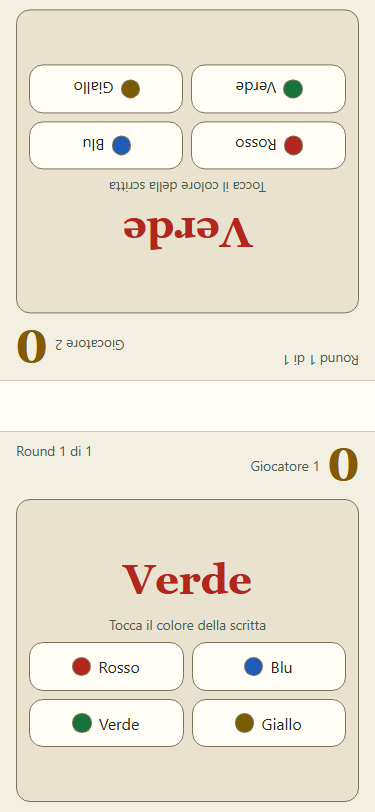 Round 1 di 1
Giocatore 2 0
Verde
Tocca il colore della scritta
Rosso Blu
Verde Giallo
Round 1 di 1
Giocatore 1 0
Verde
Tocca il colore della scritta
Rosso Blu
Verde Giallo